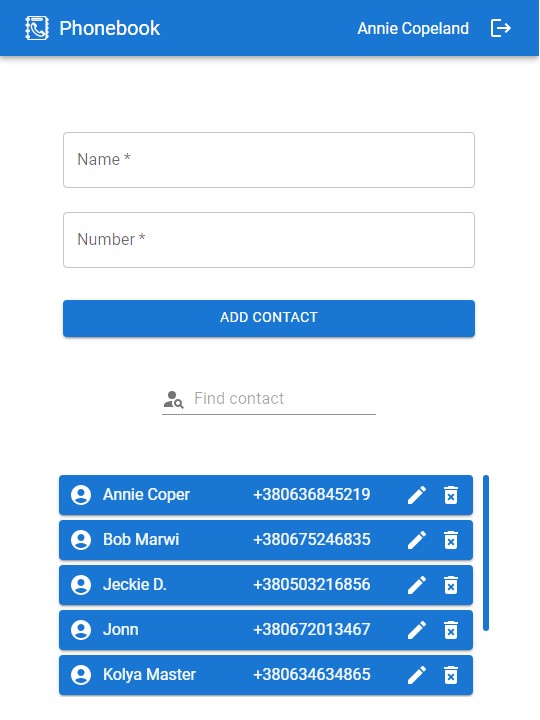 Phonebook Annie Copeland
Name *
Number *
ADD CONTACT
Find contact
Annie Coper +380636845219
Bob Marwi +380675246835
Jeckie D. +380503216856
Jonn +380672013467
Kolya Master +380634634865